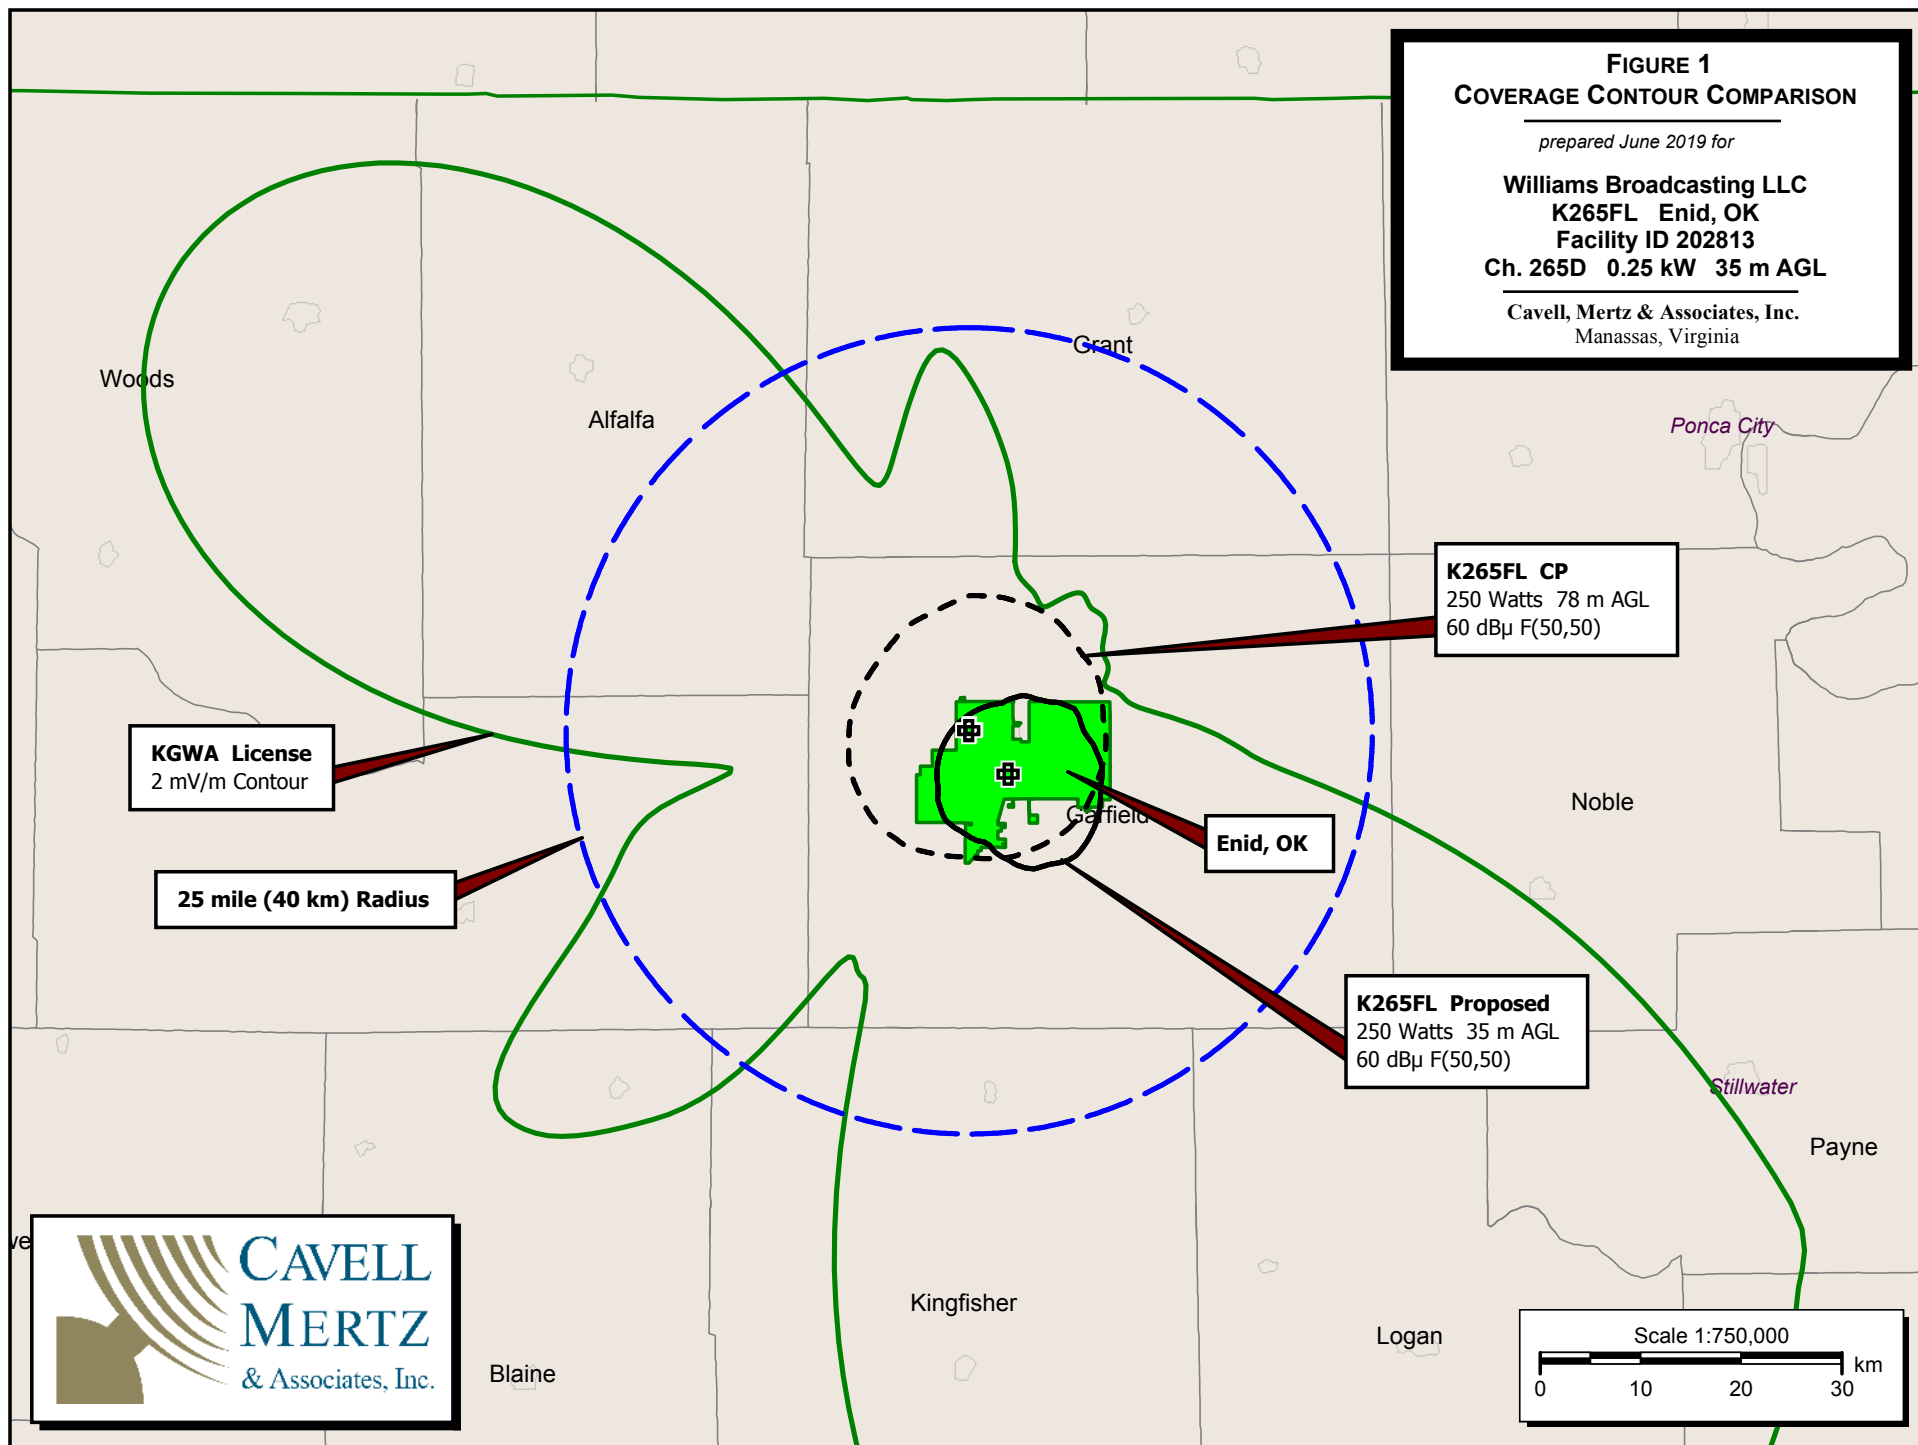 FIGURE 1
COVERAGE CONTOUR COMPARISON
prepared June 2019 for
Williams Broadcasting LLC
K265FL Enid, OK
Facility ID 202813
Ch. 265D 0.25 kW 35 m AGL
Cavell, Mertz & Associates, Inc.
Manassas, Virginia
Grant
Woods
Alfalfa
Ponca City
K265FL CP
250 Watts 78 m AGL
60 dBµ F(50,50)
KGWA License
2 mV/m Contour
Noble
Garfield
Enid, OK
25 mile (40 km) Radius
K265FL Proposed
250 Watts 35 m AGL
60 dBµ F(50,50)
Stillwater
Payne
CAVELL
MERTZ
& Associates, Inc.
Kingfisher
Logan
Blaine
Scale 1:750,000
km
0 10 20 30